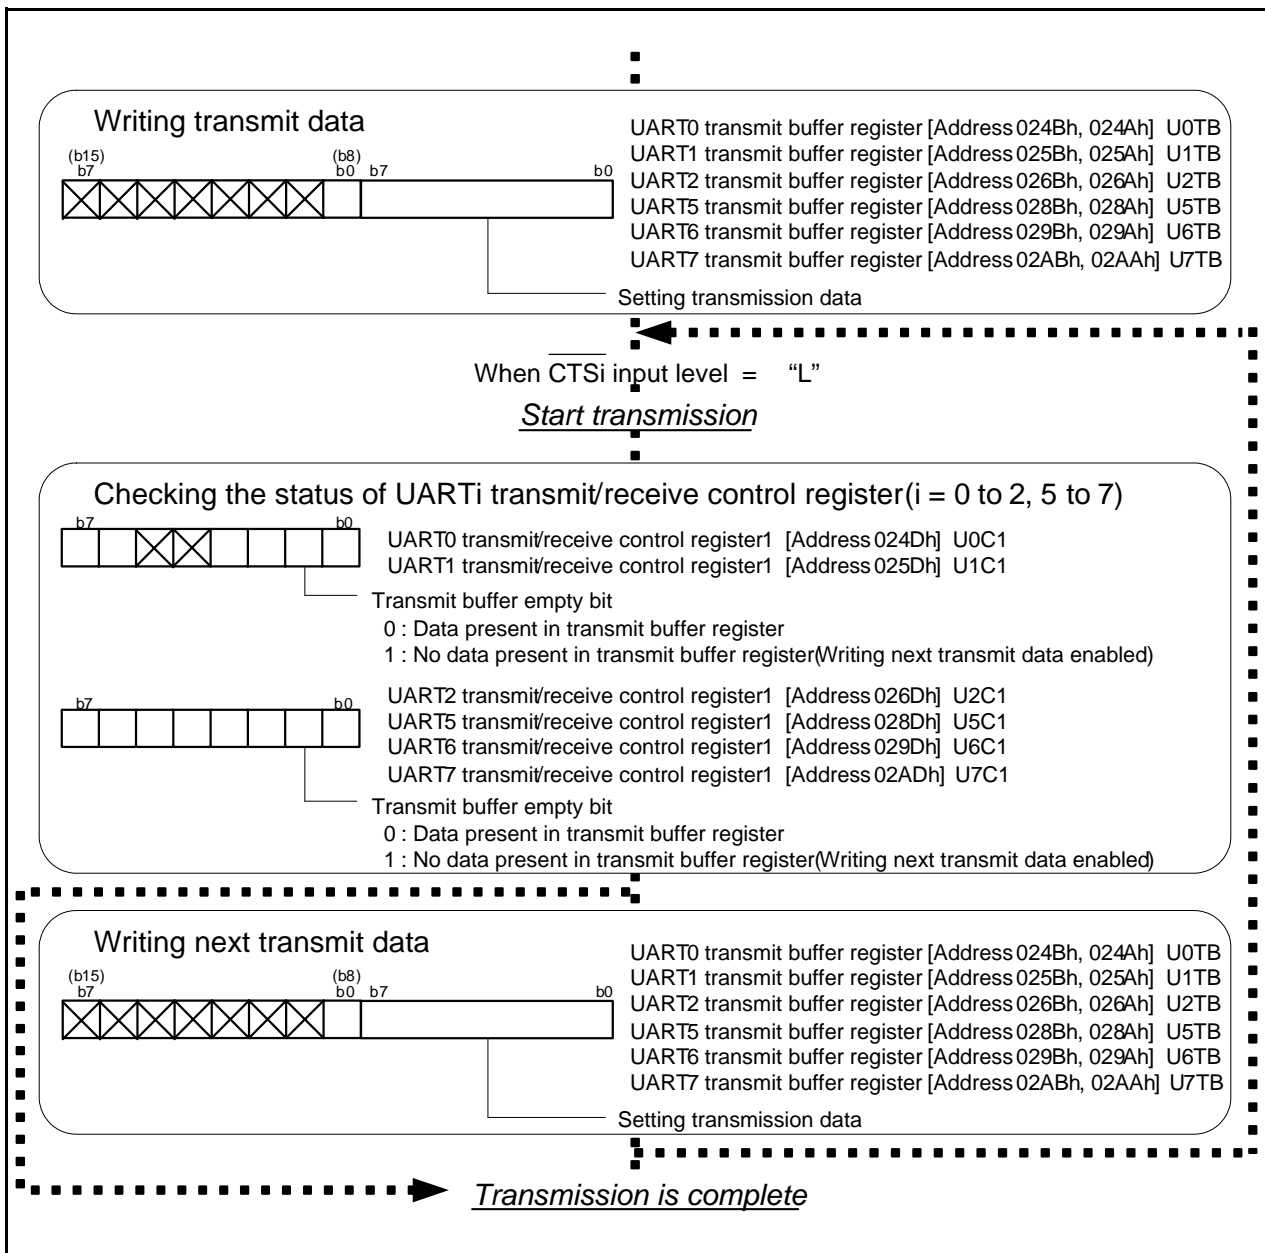 Writing transmit data
(b15) (b8)
b7 b0 b7 b0
UART0 transmit buffer register [Address 024Bh, 024Ah] U0TB
UART1 transmit buffer register [Address 025Bh, 025Ah] U1TB
UART2 transmit buffer register [Address 026Bh, 026Ah] U2TB
UART5 transmit buffer register [Address 028Bh, 028Ah] U5TB
UART6 transmit buffer register [Address 029Bh, 029Ah] U6TB
UART7 transmit buffer register [Address 02ABh, 02AAh] U7TB
Setting transmission data
When CTSi input level = “L”
Start transmission
Checking the status of UARTi transmit/receive control register(i = 0 to 2, 5 to 7)
b7 b0
UART0 transmit/receive control register1 [Address 024Dh] U0C1
UART1 transmit/receive control register1 [Address 025Dh] U1C1
Transmit buffer empty bit
0 : Data present in transmit buffer register
1 : No data present in transmit buffer register(Writing next transmit data enabled)
b7 b0
UART2 transmit/receive control register1 [Address 026Dh] U2C1
UART5 transmit/receive control register1 [Address 028Dh] U5C1
UART6 transmit/receive control register1 [Address 029Dh] U6C1
UART7 transmit/receive control register1 [Address 02ADh] U7C1
Transmit buffer empty bit
0 : Data present in transmit buffer register
1 : No data present in transmit buffer register(Writing next transmit data enabled)
Writing next transmit data
(b15) (b8)
b7 b0 b7 b0
UART0 transmit buffer register [Address 024Bh, 024Ah] U0TB
UART1 transmit buffer register [Address 025Bh, 025Ah] U1TB
UART2 transmit buffer register [Address 026Bh, 026Ah] U2TB
UART5 transmit buffer register [Address 028Bh, 028Ah] U5TB
UART6 transmit buffer register [Address 029Bh, 029Ah] U6TB
UART7 transmit buffer register [Address 02ABh, 02AAh] U7TB
Setting transmission data
Transmission is complete